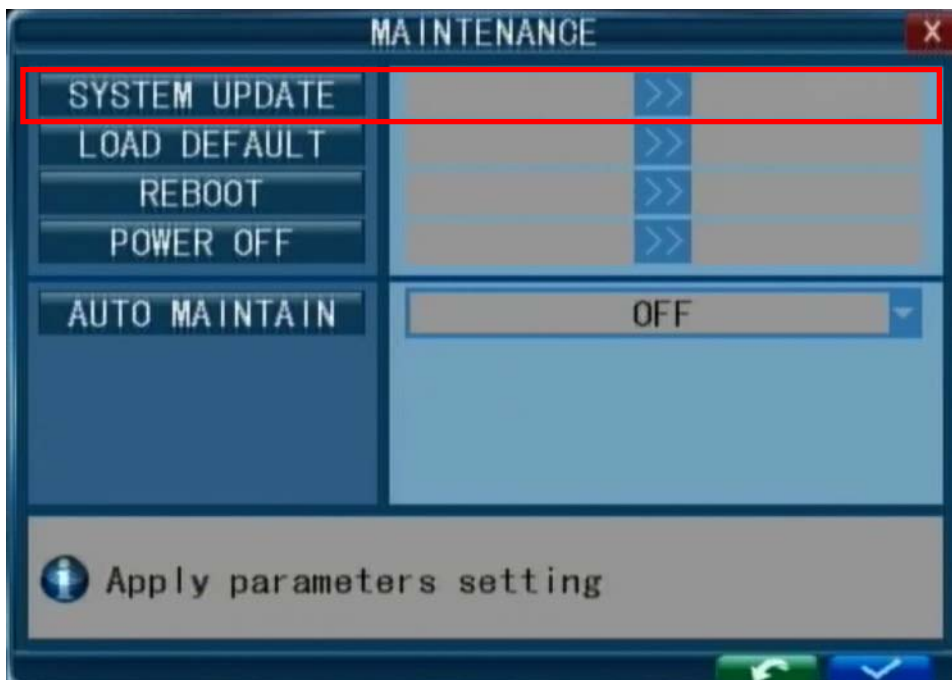 MAINTENANCE
X
SYSTEM UPDATE >>
LOAD DEFAULT >>
REBOOT >>
POWER OFF >>
AUTO MAINTAIN OFF
Apply parameters setting